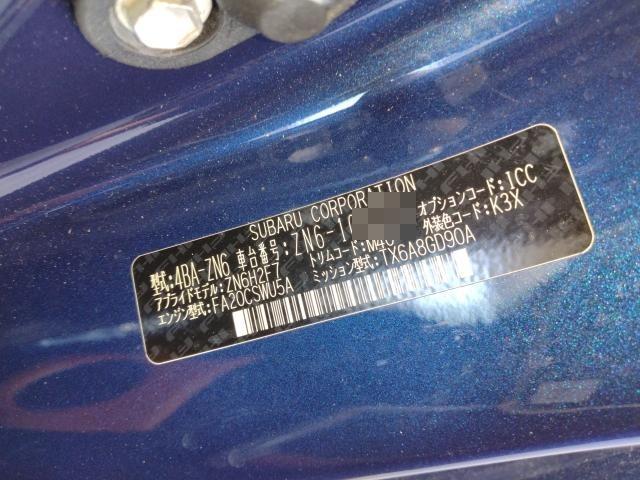 SUBARU CORPORATION
型式:4BA-ZN6 車台番号:ZN6-10 オプションコード:ICC
アプライドモデル:ZN6H2F7 トリムコード:M40 外装色コード:K3X
エンジン型式:FA20CSWU5A ミッション型式:TX6A8GD90A